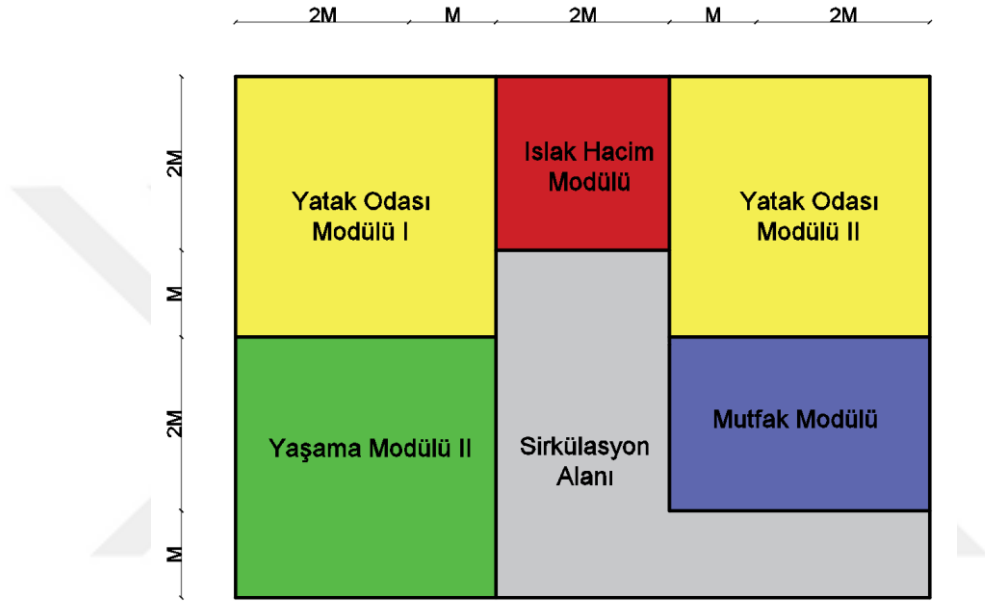 2M M 2M M 2M
2M
M
2M
M
Yatak Odası
Modülü I
Islak Hacim
Modülü
Yatak Odası
Modülü II
Yaşama Modülü II
Sirkülasyon
Alanı
Mutfak Modülü